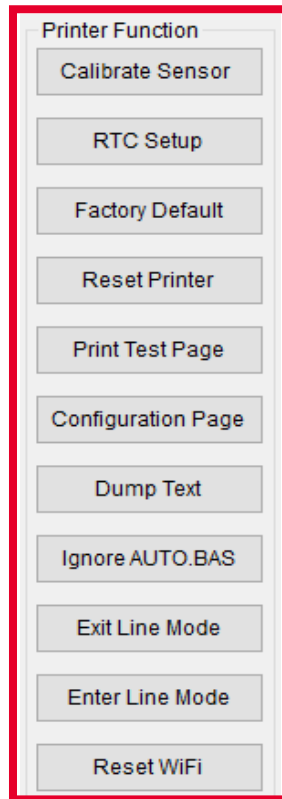 Printer Function
Calibrate Sensor
RTC Setup
Factory Default
Reset Printer
Print Test Page
Configuration Page
Dump Text
Ignore AUTO.BAS
Exit Line Mode
Enter Line Mode
Reset WiFi